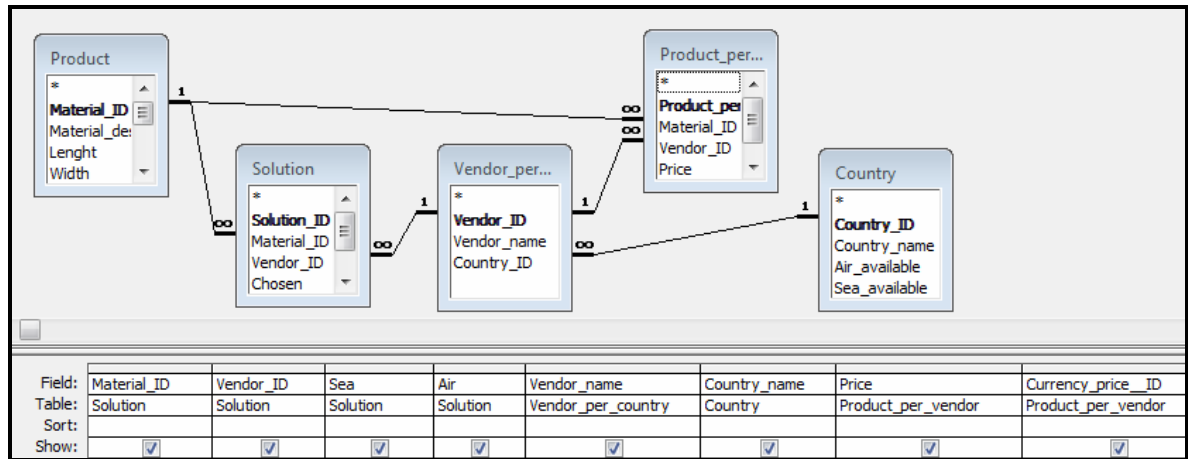 Product
*
Material_ID
Material_de
Lenght
Width
1
∞
Solution
*
Solution_ID
Material_ID
Vendor_ID
Chosen
∞
1
Vendor_per...
*
Vendor_ID
Vendor_name
Country_ID
1
∞
∞
∞
Product_per...
*
Product_per
Material_ID
Vendor_ID
Price
1
Country
*
Country_ID
Country_name
Air_available
Sea_available
Field: Material_ID Vendor_ID Sea Air Vendor_name Country_name Price Currency_price__ID
Table: Solution Solution Solution Solution Vendor_per_country Country Product_per_vendor Product_per_vendor
Sort:
Show: